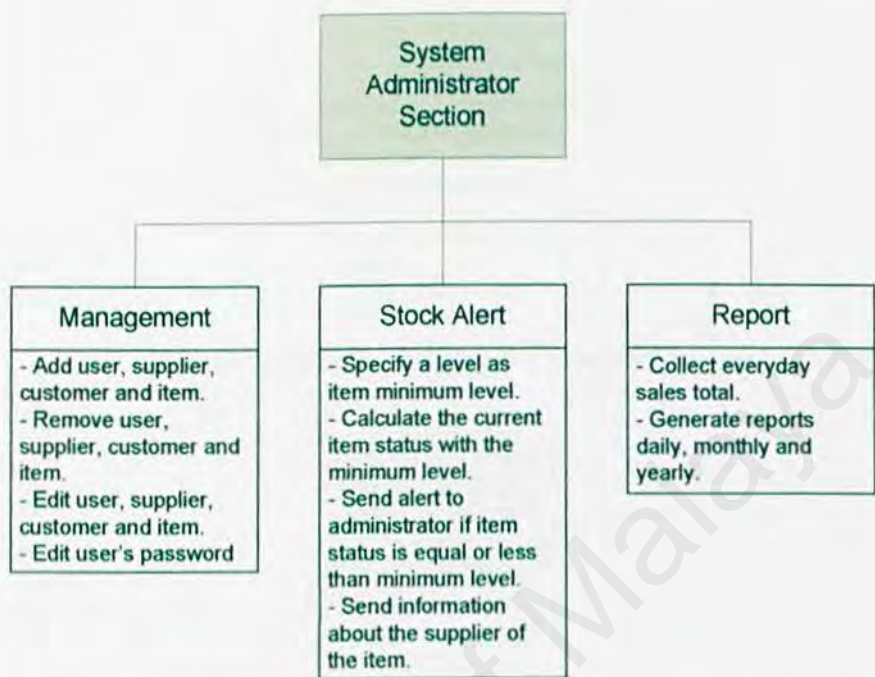 System
Administrator
Section
Management
- Add user, supplier,
customer and item.
- Remove user,
supplier, customer and
item.
- Edit user, supplier,
customer and item.
- Edit user's password
Stock Alert
- Specify a level as
item minimum level.
- Calculate the current
item status with the
minimum level.
- Send alert to
administrator if item
status is equal or less
than minimum level.
- Send information
about the supplier of
the item.
Report
- Collect everyday
sales total.
- Generate reports
daily, monthly and
yearly.
of Malaya